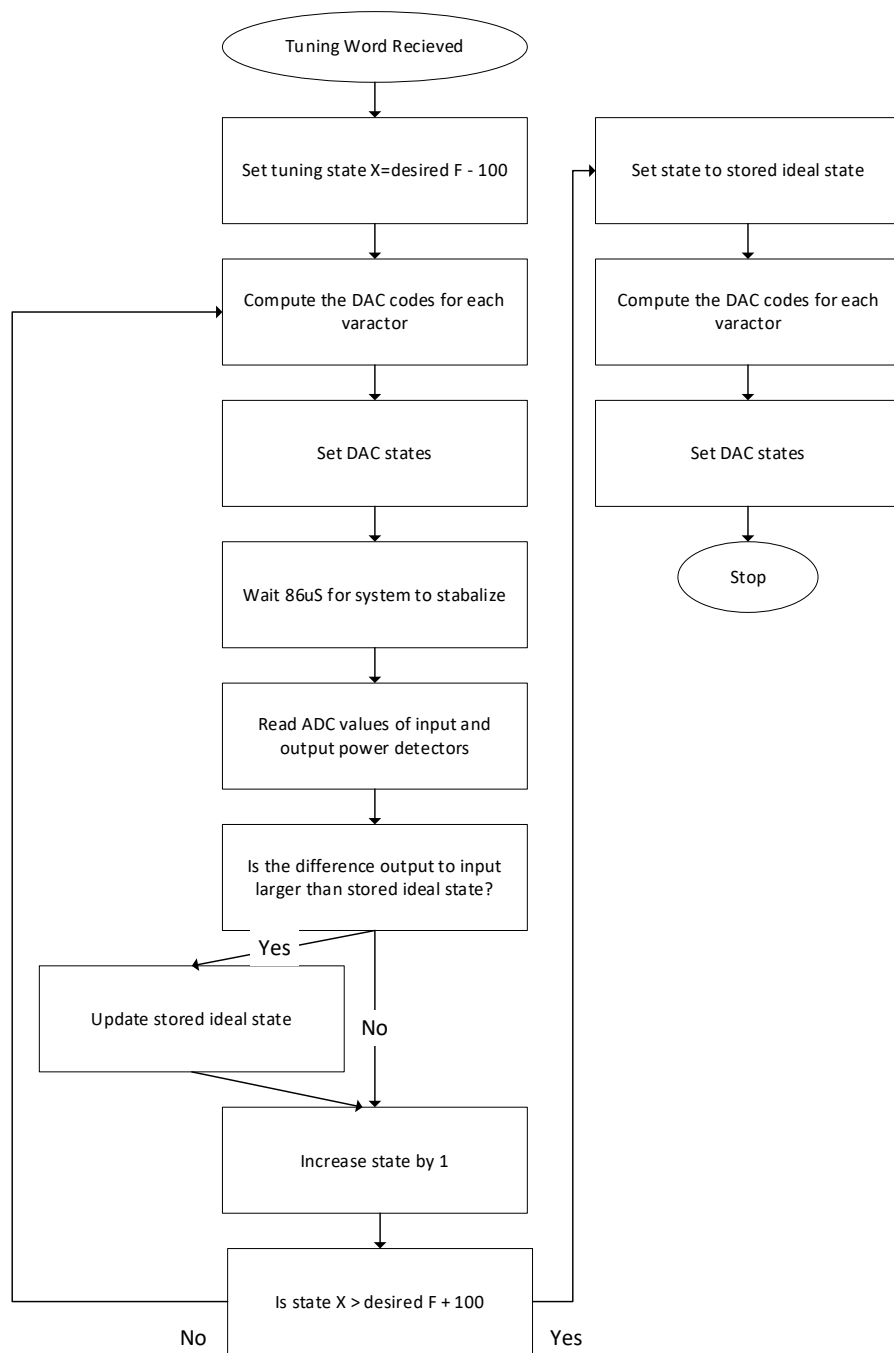 Tuning Word Recieved
Set tuning state X=desired F - 100
Compute the DAC codes for each
varactor
Set DAC states
Wait 86uS for system to stabalize
Read ADC values of input and
output power detectors
Is the difference output to input
larger than stored ideal state?
Yes
Update stored ideal state
No
Increase state by 1
Is state X > desired F + 100
No
Yes
Set state to stored ideal state
Compute the DAC codes for each
varactor
Set DAC states
Stop